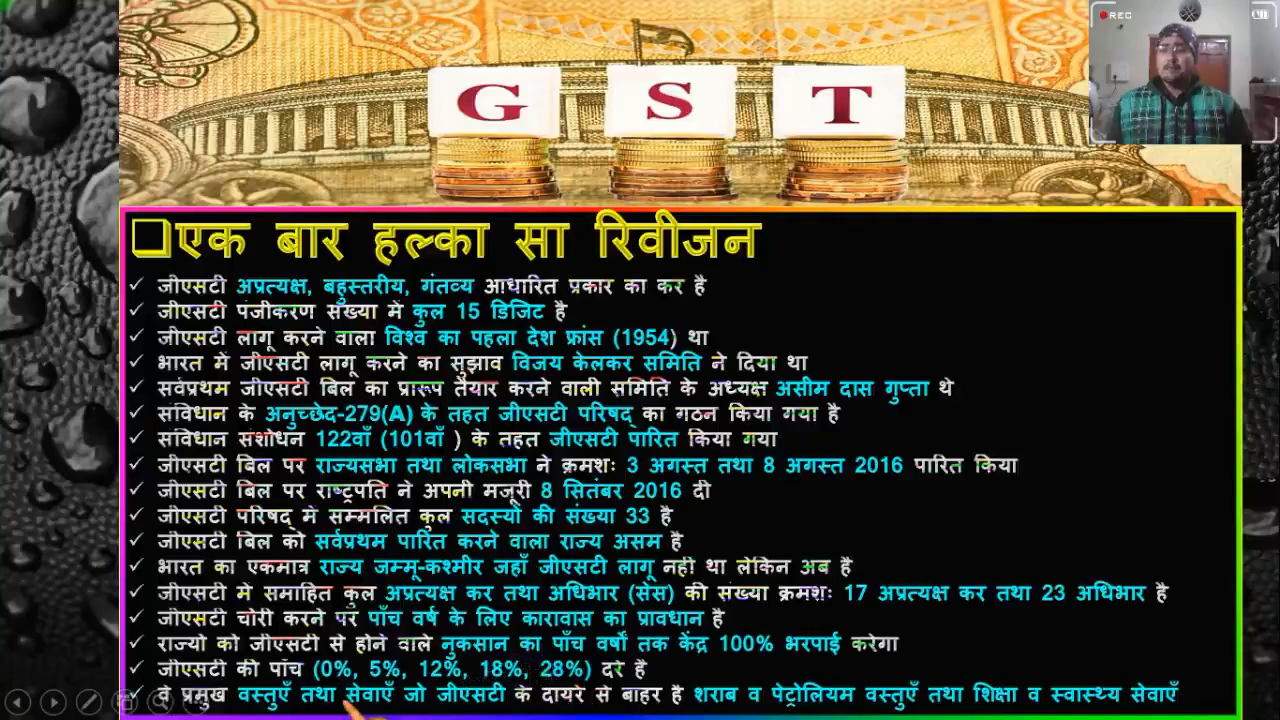 REC
G S T
एक बार हल्का सा रिवीजन
जीएसटी अप्रत्यक्ष, बहुस्तरीय, गंतव्य आधारित प्रकार का कर है
जीएसटी पंजीकरण संख्या में कुल 15 डिजिट है
जीएसटी लागू करने वाला विश्व का पहला देश फ्रांस (1954) था
भारत में जीएसटी लागू करने का सुझाव विजय केलकर समिति ने दिया था
सर्वप्रथम जीएसटी बिल का प्रारूप तैयार करने वाली समिति के अध्यक्ष असीम दास गुप्ता थे
संविधान के अनुच्छेद-279(A) के तहत जीएसटी परिषद् का गठन किया गया है
संविधान संशोधन 122वाँ (101वाँ ) के तहत जीएसटी पारित किया गया
जीएसटी बिल पर राज्यसभा तथा लोकसभा ने क्रमशः 3 अगस्त तथा 8 अगस्त 2016 पारित किया
जीएसटी बिल पर राष्ट्रपति ने अपनी मजूरी 8 सितंबर 2016 दी
जीएसटी परिषद् में सम्मलित कुल सदस्यों की संख्या 33 है
जीएसटी बिल को सर्वप्रथम पारित करने वाला राज्य असम है
भारत का एकमात्र राज्य जम्मू-कश्मीर जहाँ जीएसटी लागू नही था लेकिन अब है
जीएसटी में समाहित कुल अप्रत्यक्ष कर तथा अधिभार (सेस) की संख्या क्रमशः 17 अप्रत्यक्ष कर तथा 23 अधिभार है
जीएसटी चोरी करने पर पाँच वर्ष के लिए कारावास का प्रावधान है
राज्यो को जीएसटी से होने वाले नुकसान का पाँच वर्षों तक केंद्र 100% भरपाई करेगा
जीएसटी की पाँच (0%, 5%, 12%, 18%, 28%) दरे है
वे प्रमुख वस्तुएँ तथा सेवाएँ जो जीएसटी के दायरे से बाहर है शराब व पेट्रोलियम वस्तुएँ तथा शिक्षा व स्वास्थ्य सेवाएँ